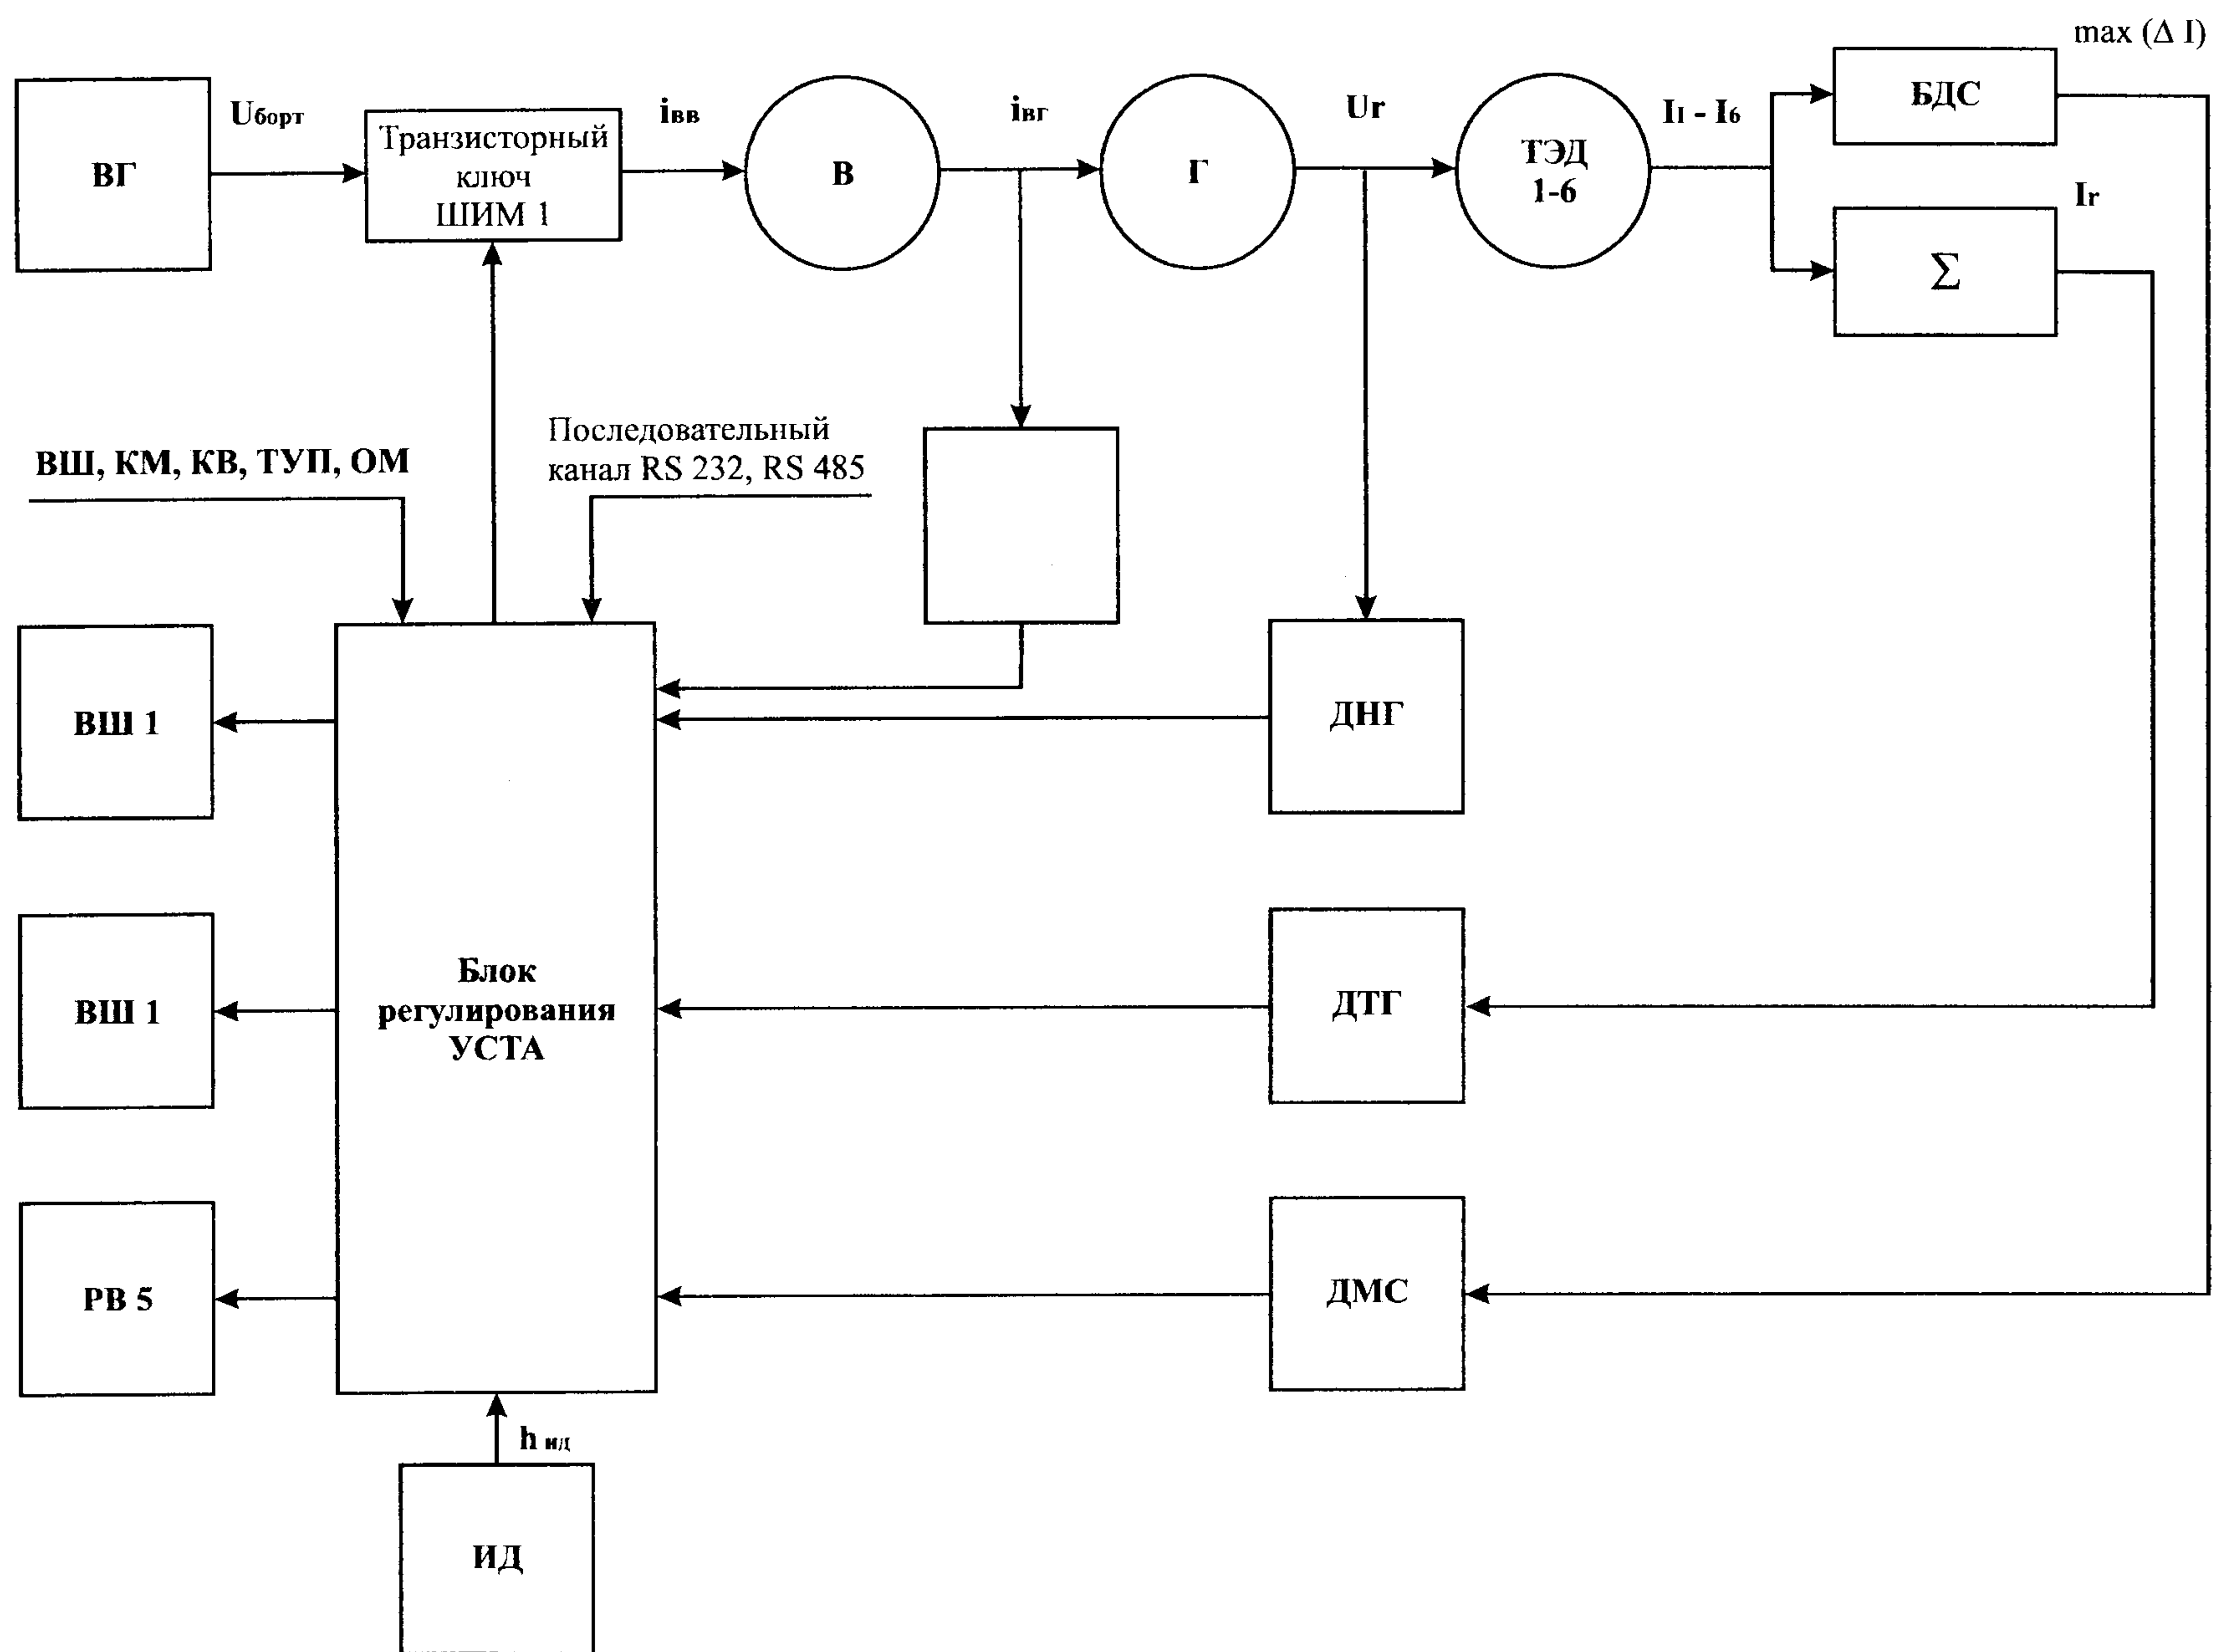 max (Δ I)
ВГ
Uборт
Транзисторный
ключ
ШИМ 1
iвв
В
iвг
Г
Ur
ТЭД
1-6
I1 - I6
БДС
Ir
Σ
ВШ, КМ, КВ, ТУП, ОМ
Последовательный
канал RS 232, RS 485
ВШ 1
ДНГ
ВШ 1
Блок
регулирования
УСТА
ДТГ
РВ 5
ДМС
h ид
ИД